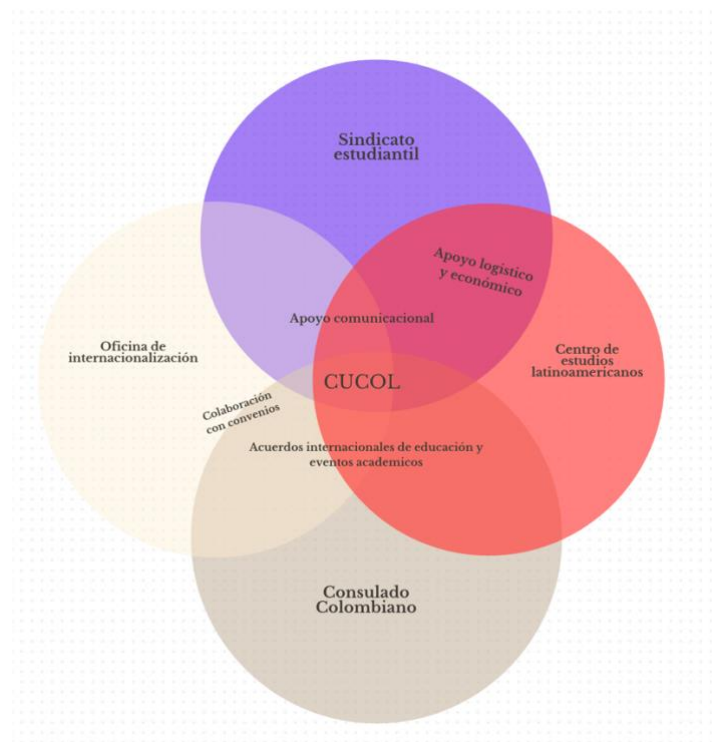 Sindicato
estudiantil
Apoyo logístico
y económico
Apoyo comunicacional
Oficina de
internacionalización
Centro de
estudios
latinoamericanos
CUCOL
Colaboración
con convenios
Acuerdos internacionales de educación y
eventos academicos
Consulado
Colombiano